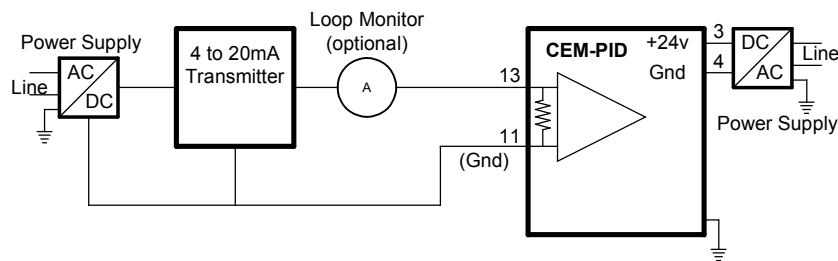 Power Supply
AC
DC
Line
4 to 20mA
Transmitter
Loop Monitor
(optional)
A
13
11
(Gnd)
CEM-PID
+24v
Gnd
3
4
DC
AC
Line
Power Supply